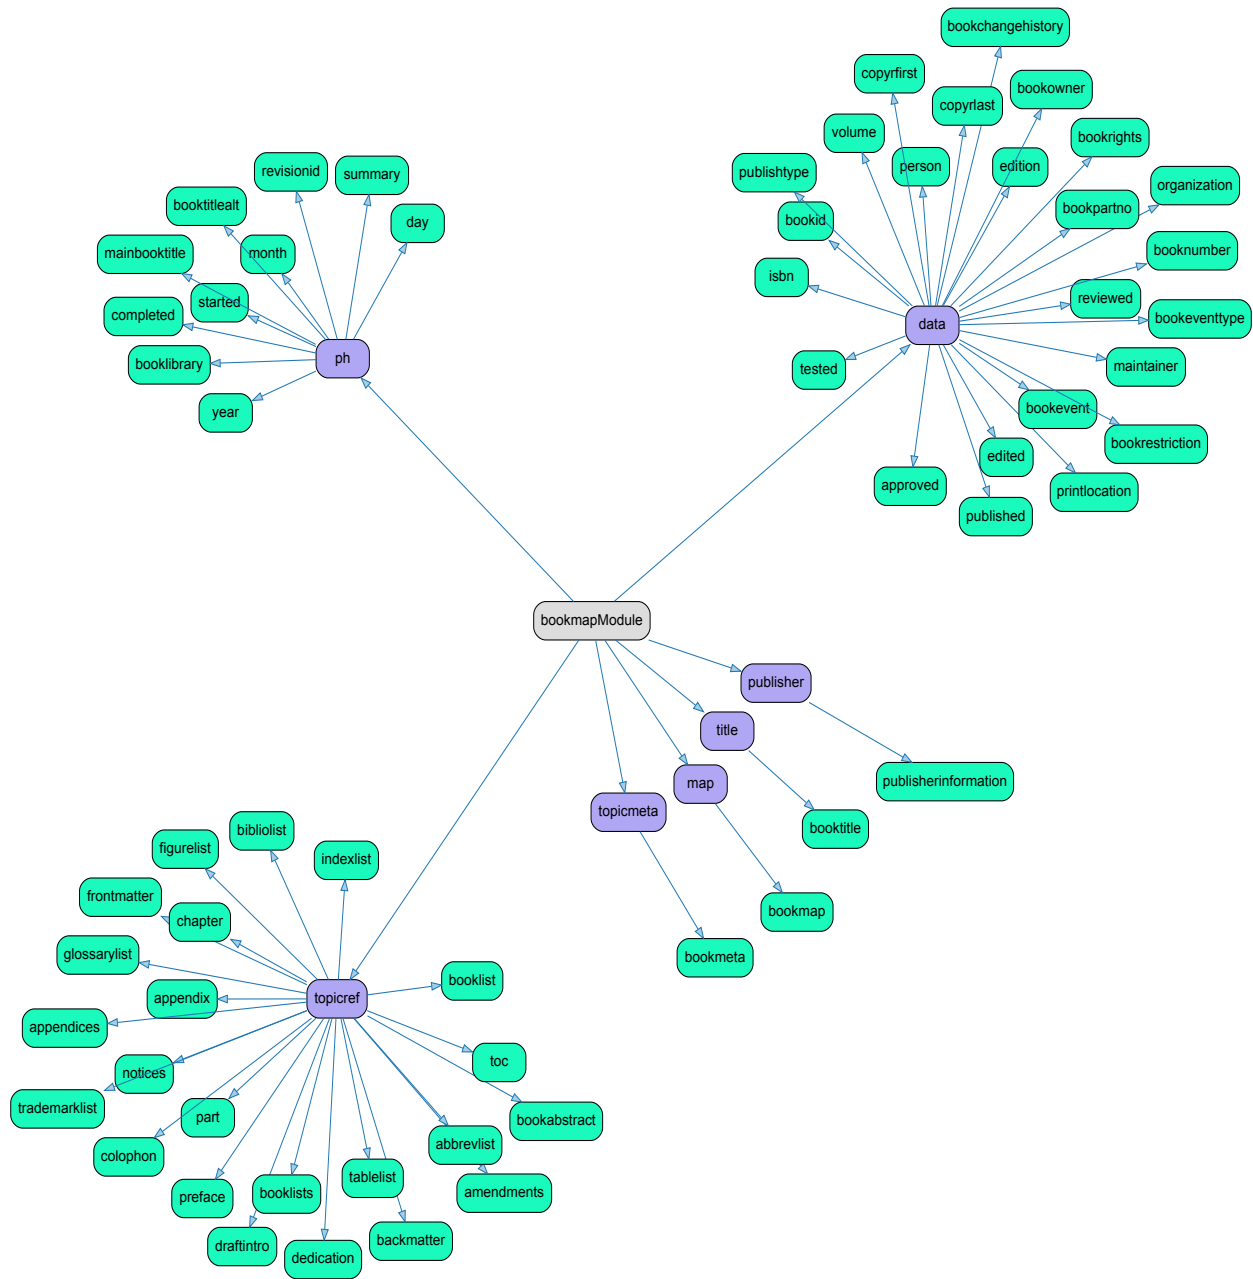 bookchangehistory
copyrfirst
bookowner
copyrlast
volume
bookrights
person
edition
publishtype
organization
bookid
bookpartno
booknumber
isbn
reviewed
bookeventtype
data
tested
maintainer
bookevent
bookrestriction
edited
approved
printlocation
published
revisionid
summary
booktitlealt
day
mainbooktitle
month
started
completed
ph
booklibrary
year
bookmapModule
publisher
title
map
publisherinformation
topicmeta
booktitle
bookmap
bookmeta
bibliolist
figurelist
indexlist
frontmatter
chapter
glossarylist
booklist
appendix
topicref
appendices
toc
notices
trademarklist
part
bookabstract
colophon
abbrevlist
tablelist
preface
booklists
amendments
draftintro
backmatter
dedication